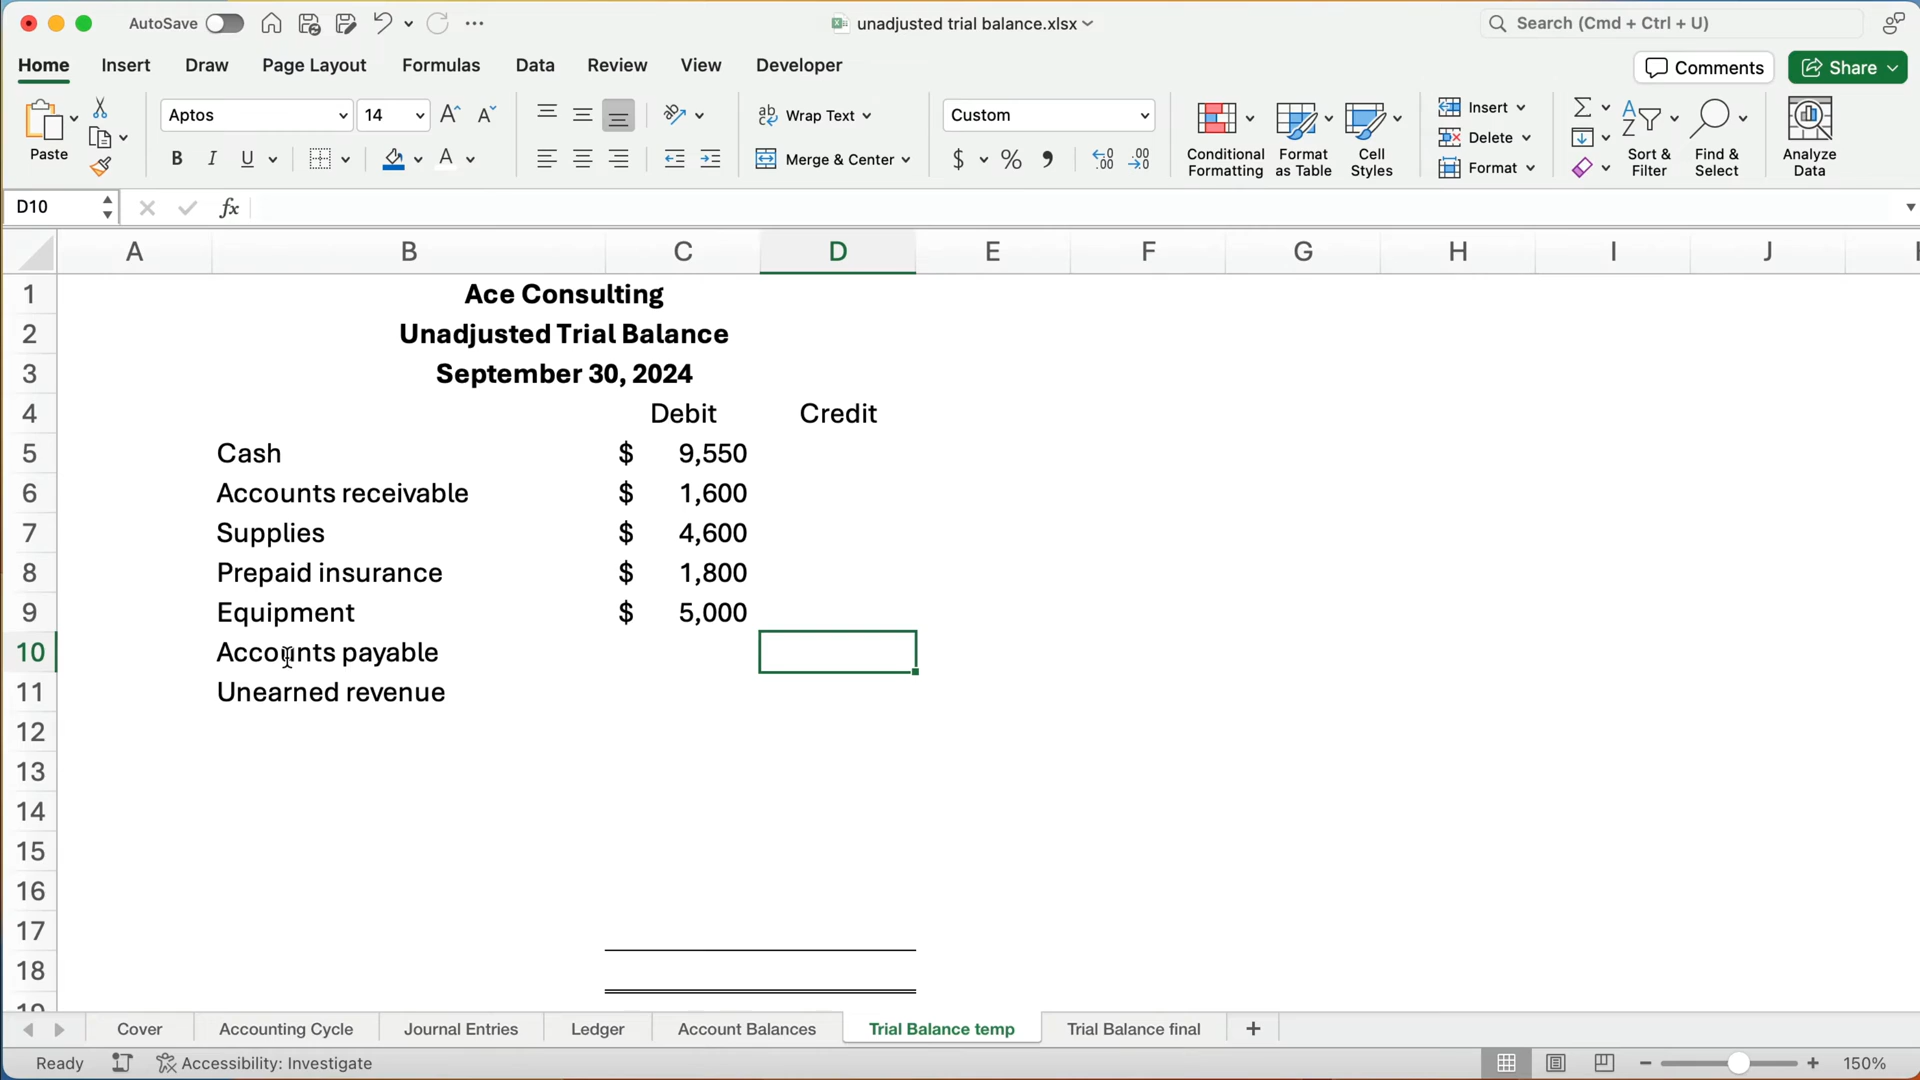 AutoSave
unadjusted trial balance.xlsx
Search (Cmd + Ctrl + U)
Home Insert Draw Page Layout Formulas Data Review View Developer
Comments Share
Paste
Aptos 14 A A
B I U A
ab Wrap Text
Merge & Center
Custom
$ %
Conditional Formatting
Format as Table
Cell Styles
Insert
Delete
Format
Sort & Filter
Find & Select
Analyze Data
D10 fx
A B C D E F G H I J
1 Ace Consulting
2 Unadjusted Trial Balance
3 September 30, 2024
4 Debit Credit
5 Cash $ 9,550
6 Accounts receivable $ 1,600
7 Supplies $ 4,600
8 Prepaid insurance $ 1,800
9 Equipment $ 5,000
10 Accounts payable
11 Unearned revenue
12
13
14
15
16
17
18
Cover Accounting Cycle Journal Entries Ledger Account Balances Trial Balance temp Trial Balance final +
Ready Accessibility: Investigate 150%